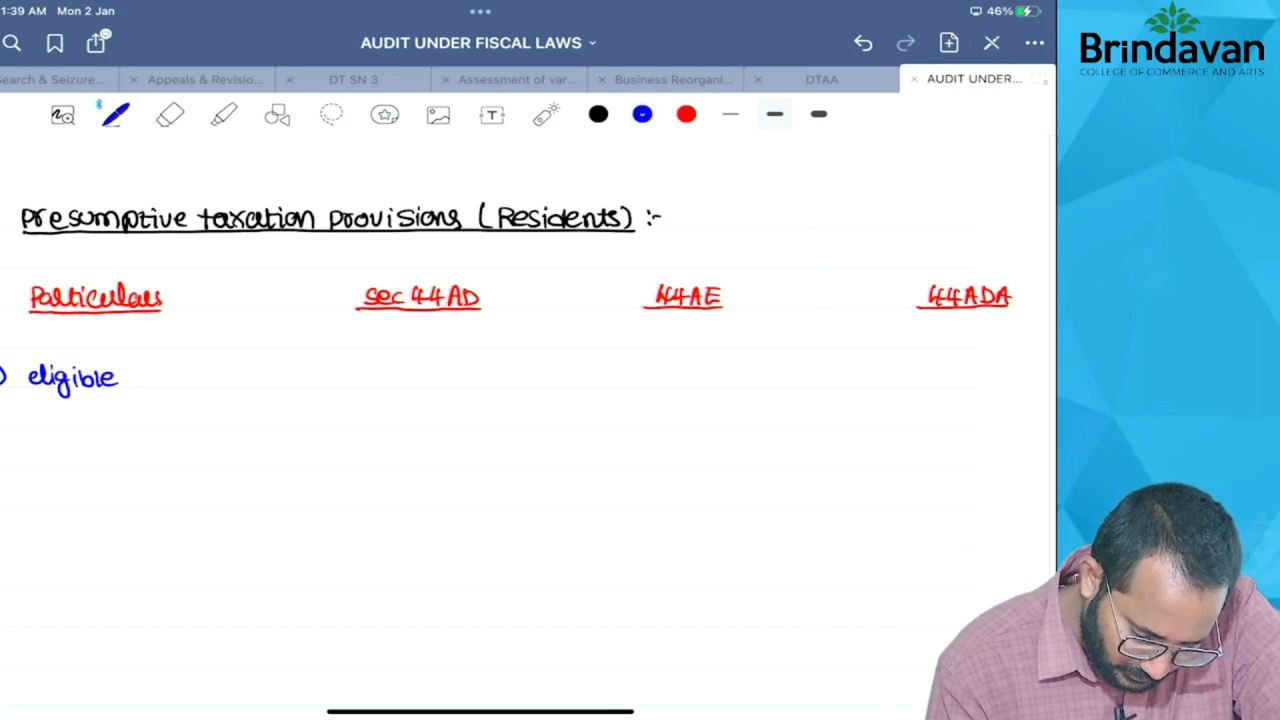 1:39 AM Mon 2 Jan
46%
Brindavan
COLLEGE OF COMMERCE AND ARTS
AUDIT UNDER FISCAL LAWS
earch & Seizure...
Appeals & Revisio...
DT SN 3
Assessment of var...
Business Reorgani...
DTAA
AUDIT UNDER...
T
Presumptive taxation provisions (Residents) :-
Particulars sec 44AD 44AE 44ADA
) eligible